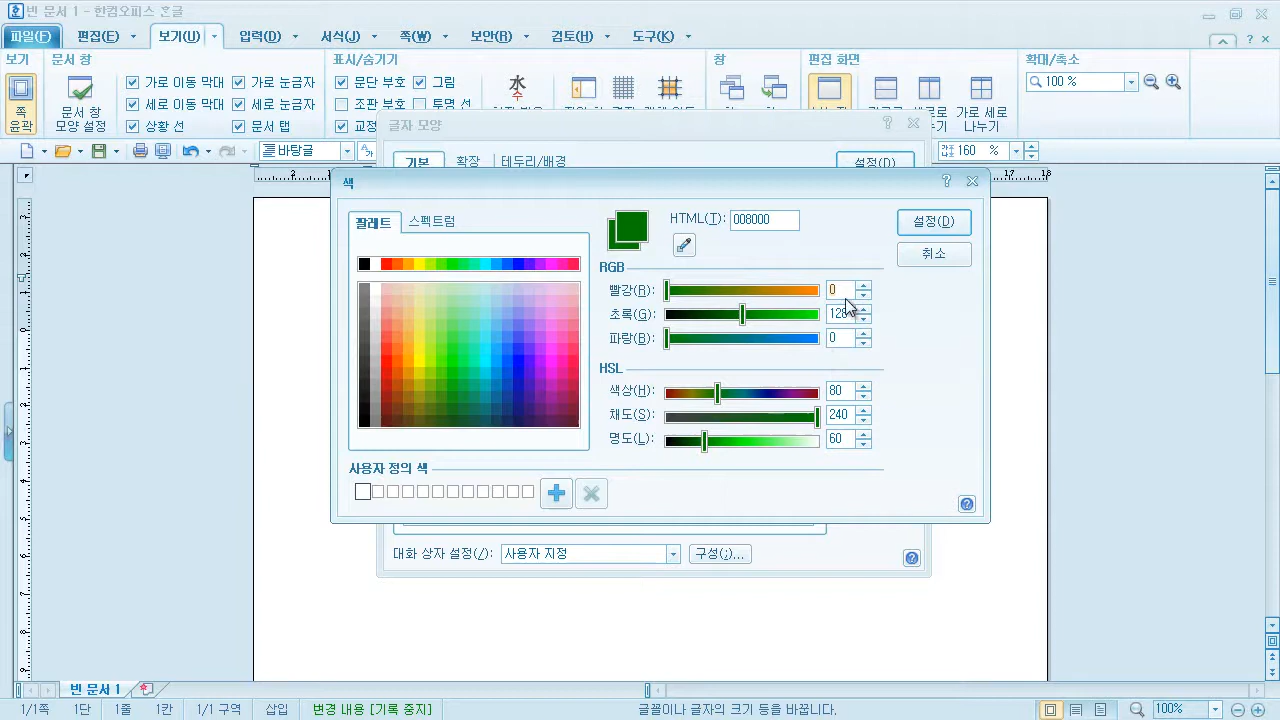 빈 문서 1 - 한컴오피스 한글
파일(F) 편집(E) 보기(U) 입력(D) 서식(J) 쪽(W) 보안(B) 검토(H) 도구(K)
보기 문서 창 표시/숨기기 창 편집 화면 확대/축소
가로 이동 막대 가로 눈금자 문단 부호 그림 100 %
세로 이동 막대 세로 눈금자 조판 부호 투명 선
쪽 윤곽 문서 창 모양 설정 상황 선 문서 탭 교정 가로 세로 나누기
글자 모양
바탕글 160 %
기본 확장 테두리/배경 설정(D)
색
2 17 18
팔레트 스펙트럼 HTML(T): 008000 설정(D)
취소
RGB
빨강(R): 0
초록(G): 128
파랑(B): 0
HSL
색상(H): 80
채도(S): 240
명도(L): 60
사용자 정의 색
대화 상자 설정(/): 사용자 지정 구성(;)...
빈 문서 1
1/1쪽 1단 1줄 1칸 1/1 구역 삽입 변경 내용 [기록 중지] 글꼴이나 글자의 크기 등을 바꿉니다. 100%